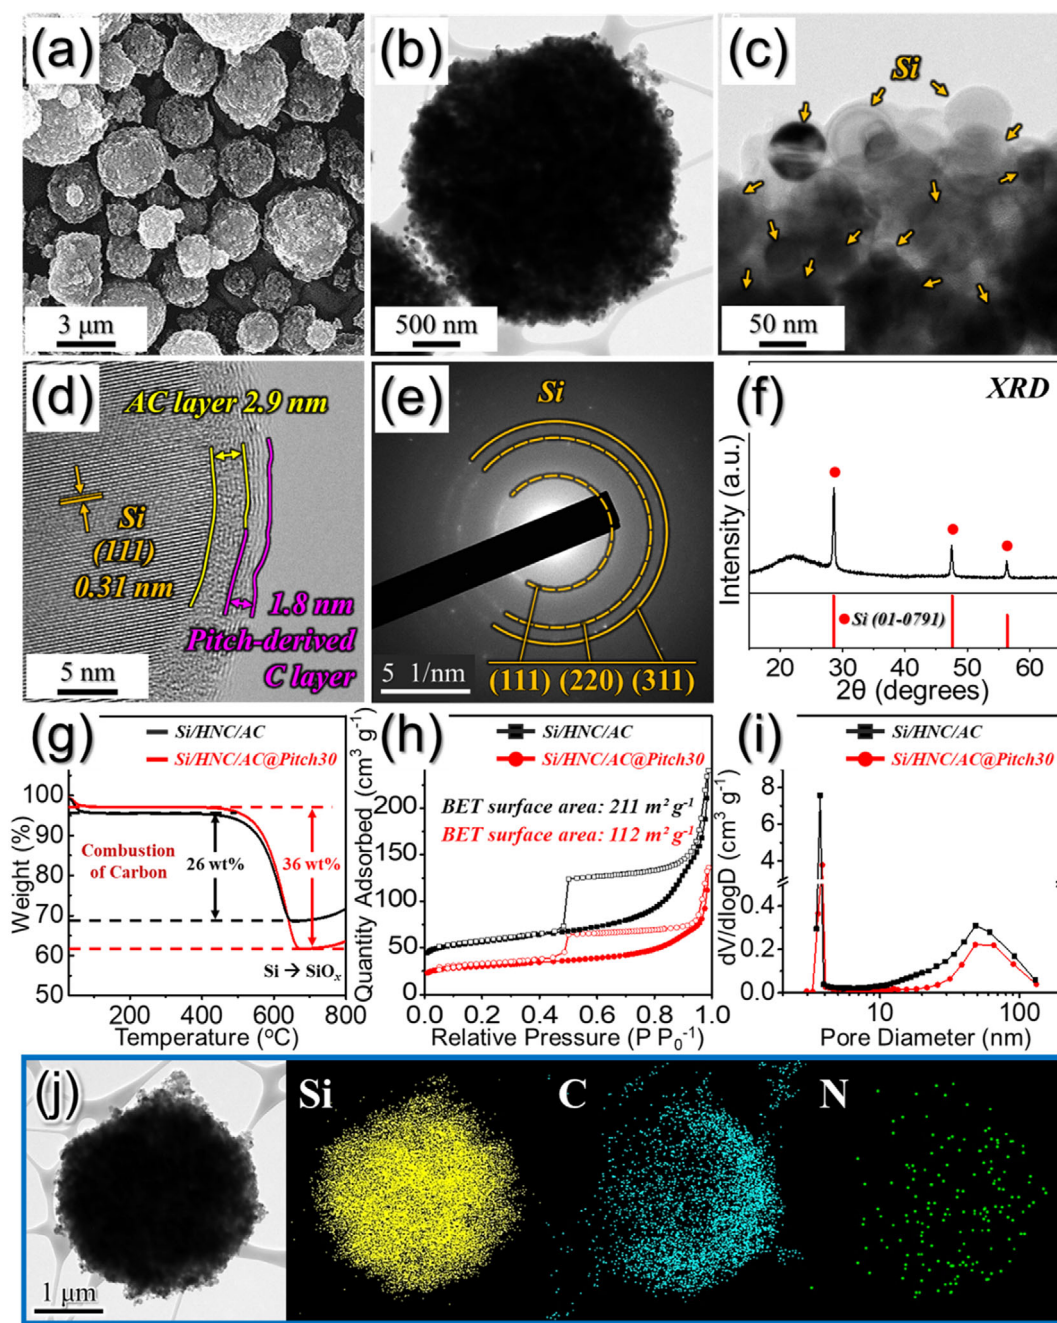 (a)
3 μm
(b)
500 nm
(c)
Si
50 nm
(d)
AC layer 2.9 nm
Si
(111)
0.31 nm
1.8 nm
Pitch-derived
C layer
5 nm
(e)
Si
5 1/nm
(111) (220) (311)
(f)
XRD
Intensity (a.u.)
Si (01-0791)
20 30 40 50 60
2θ (degrees)
(g)
Si/HNC/AC
Si/HNC/AC@Pitch30
Weight (%)
100
90
80
70
60
50
Combustion
of Carbon
26 wt%
36 wt%
Si → SiOₓ
200 400 600 800
Temperature (°C)
(h)
Si/HNC/AC
Si/HNC/AC@Pitch30
Quantity Adsorbed (cm³ g⁻¹)
BET surface area: 211 m² g⁻¹
BET surface area: 112 m² g⁻¹
200
150
100
50
0
0.0 0.2 0.4 0.6 0.8 1.0
Relative Pressure (P P₀⁻¹)
(i)
Si/HNC/AC
Si/HNC/AC@Pitch30
dV/dlogD (cm³ g⁻¹)
8
6
4
0.4
0.2
0.0
10 100
Pore Diameter (nm)
(j)
1 μm
Si
C
N